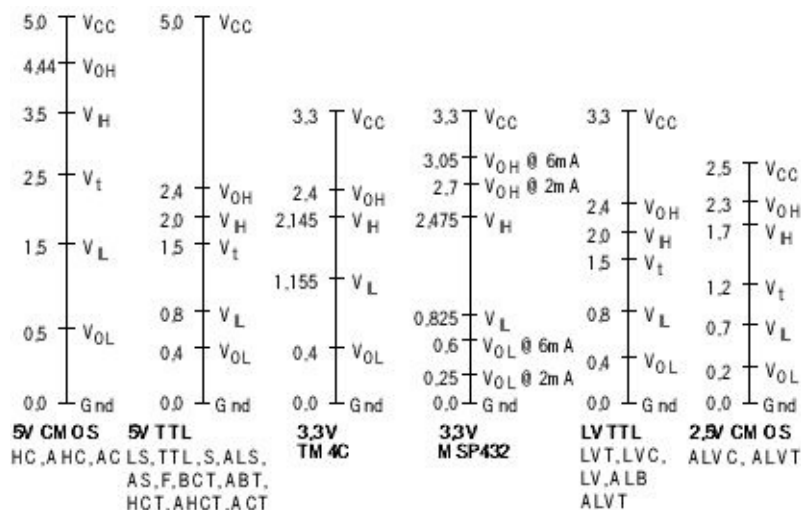 5.0 VCC
4.44 VOH
3.5 VIH
2.5 Vt
1.5 VIL
0.5 VOL
0.0 Gnd
5V CMOS
HC,AHC,AC
5.0 VCC
2.4 VOH
2.0 VIH
1.5 Vt
0.8 VIL
0.4 VOL
0.0 Gnd
5V TTL
LS,TTL,S,ALS,
AS,F,BCT,ABT,
HCT,AHCT,ACT
3.3 VCC
2.4 VOH
2.145 VIH
1.155 VIL
0.4 VOL
0.0 Gnd
3.3V
TM4C
3.3 VCC
3.05 VOH @ 6mA
2.7 VOH @ 2mA
2.475 VIH
0.825 VIL
0.6 VOL @ 6mA
0.25 VOL @ 2mA
0.0 Gnd
3.3V
MSP432
3.3 VCC
2.4 VOH
2.0 VIH
1.5 Vt
0.8 VIL
0.4 VOL
0.0 Gnd
LVTTL
LVT,LVC,
LV,ALB
ALVT
2.5 VCC
2.3 VOH
1.7 VIH
1.2 Vt
0.7 VIL
0.2 VOL
0.0 Gnd
2.5V CMOS
ALVC, ALVT